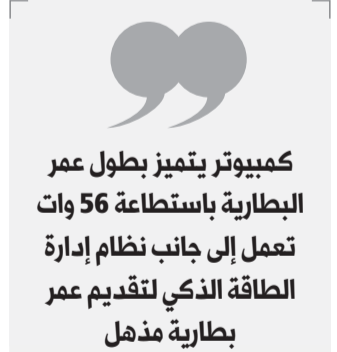 كمبيوتر يتميز بطول عمر
البطارية باستطاعة 56 وات
تعمل إلى جانب نظام إدارة
الطاقة الذكي لتقديم عمر
بطارية مذهل